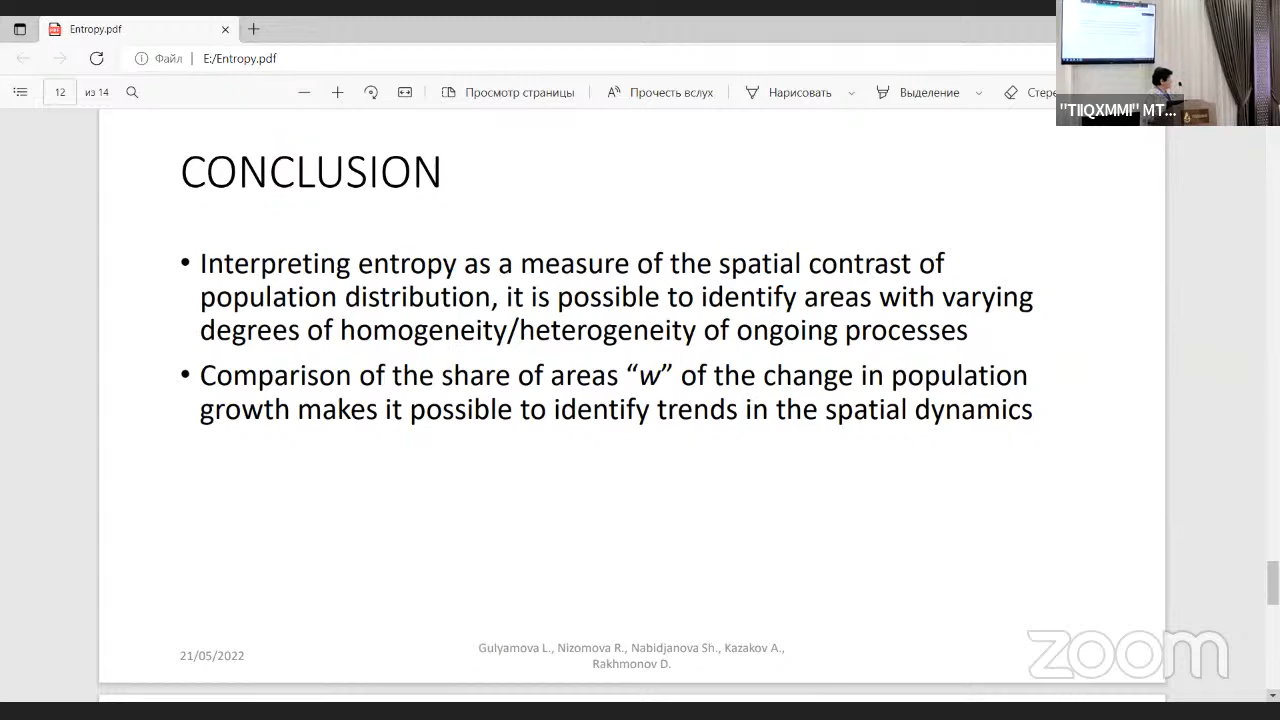 Entropy.pdf
Файл
E:/Entropy.pdf
12 из 14
Просмотр страницы
Прочесть вслух
Нарисовать
Выделение
Стере
"TIIQXMMI" MT...
CONCLUSION
• Interpreting entropy as a measure of the spatial contrast of
population distribution, it is possible to identify areas with varying
degrees of homogeneity/heterogeneity of ongoing processes
• Comparison of the share of areas “w” of the change in population
growth makes it possible to identify trends in the spatial dynamics
21/05/2022
Gulyamova L., Nizomova R., Nabidjanova Sh., Kazakov A.,
Rakhmonov D.
zoom